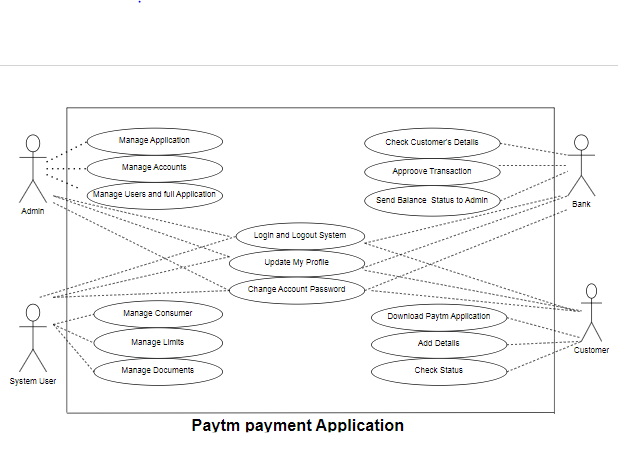 Manage Application
Manage Accounts
Manage Users and full Application
Admin
Check Customer's Details
Approove Transaction
Send Balance Status to Admin
Bank
Login and Logout System
Update My Profile
Change Account Password
Manage Consumer
Manage Limits
Manage Documents
System User
Download Paytm Application
Add Details
Check Status
Customer
Paytm payment Application